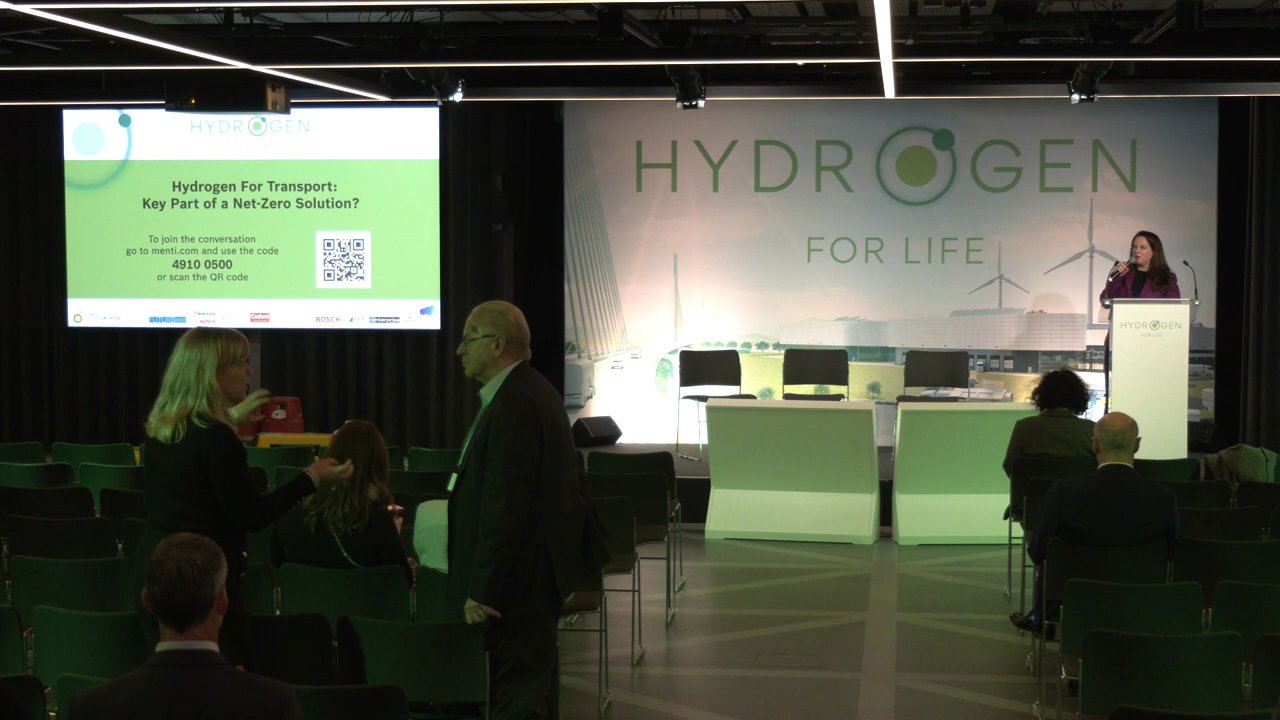 HYDROGEN
Hydrogen For Transport:
Key Part of a Net-Zero Solution?
To join the conversation
go to menti.com and use the code
4910 0500
or scan the QR code
BOSCH
BOSCH
HYDROGEN
FOR LIFE
HYDROGEN
FOR LIFE